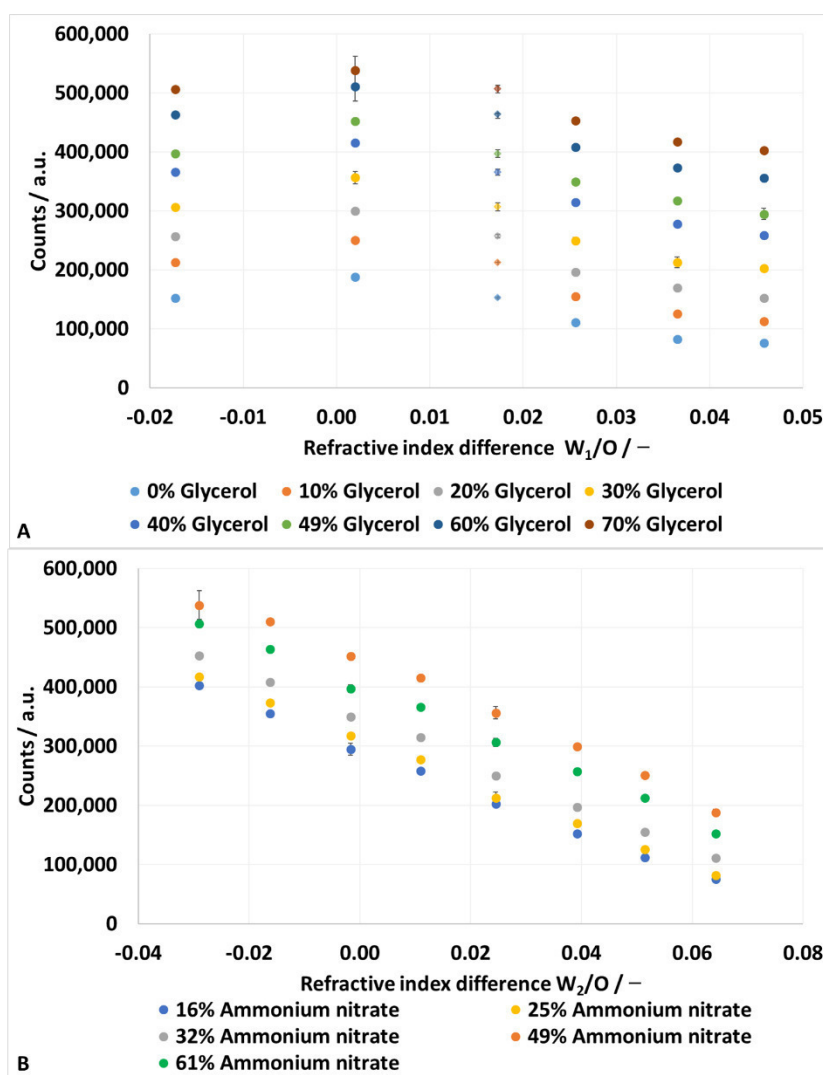 600,000
500,000
400,000
300,000
200,000
100,000
0
Counts / a.u.
-0.02 -0.01 0.00 0.01 0.02 0.03 0.04 0.05
Refractive index difference W₁/O / −
0% Glycerol 10% Glycerol 20% Glycerol 30% Glycerol
40% Glycerol 49% Glycerol 60% Glycerol 70% Glycerol
A
600,000
500,000
400,000
300,000
200,000
100,000
0
Counts / a.u.
-0.04 -0.02 0.00 0.02 0.04 0.06 0.08
Refractive index difference W₂/O / −
16% Ammonium nitrate 25% Ammonium nitrate
32% Ammonium nitrate 49% Ammonium nitrate
61% Ammonium nitrate
B